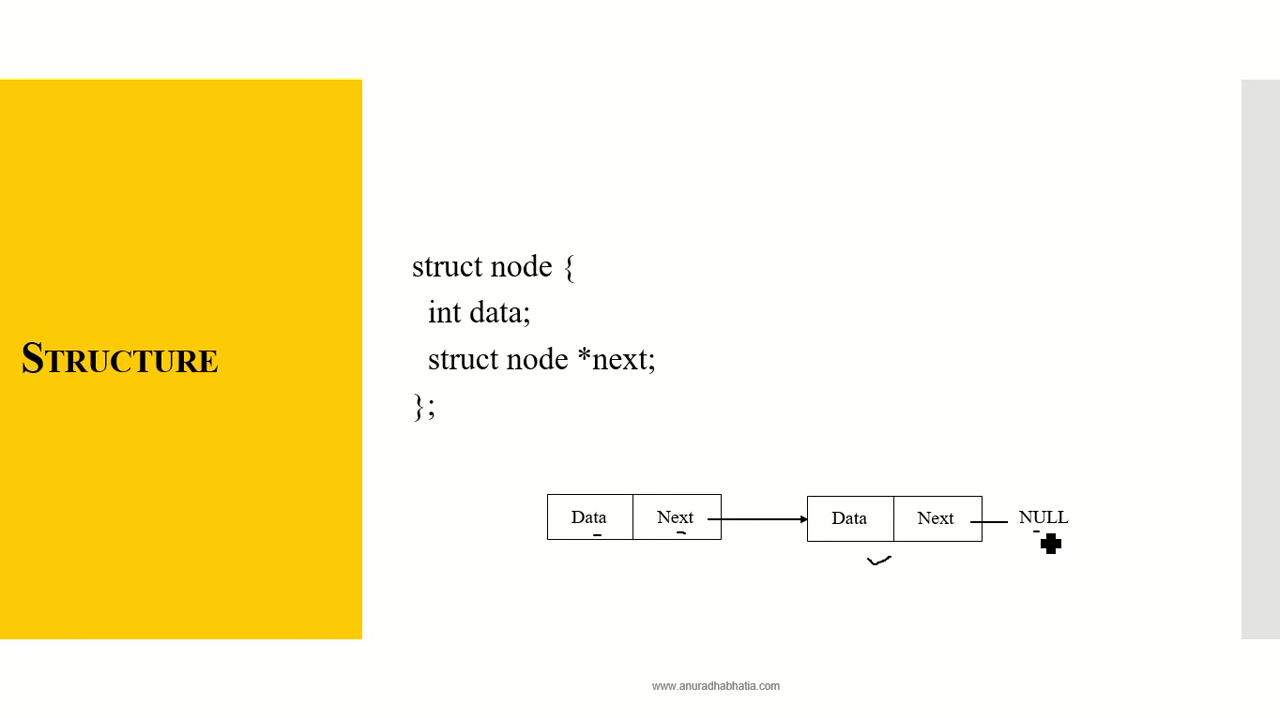 STRUCTURE
struct node {
int data;
struct node *next;
};
Data Next Data Next NULL
www.anuradhabhatia.com